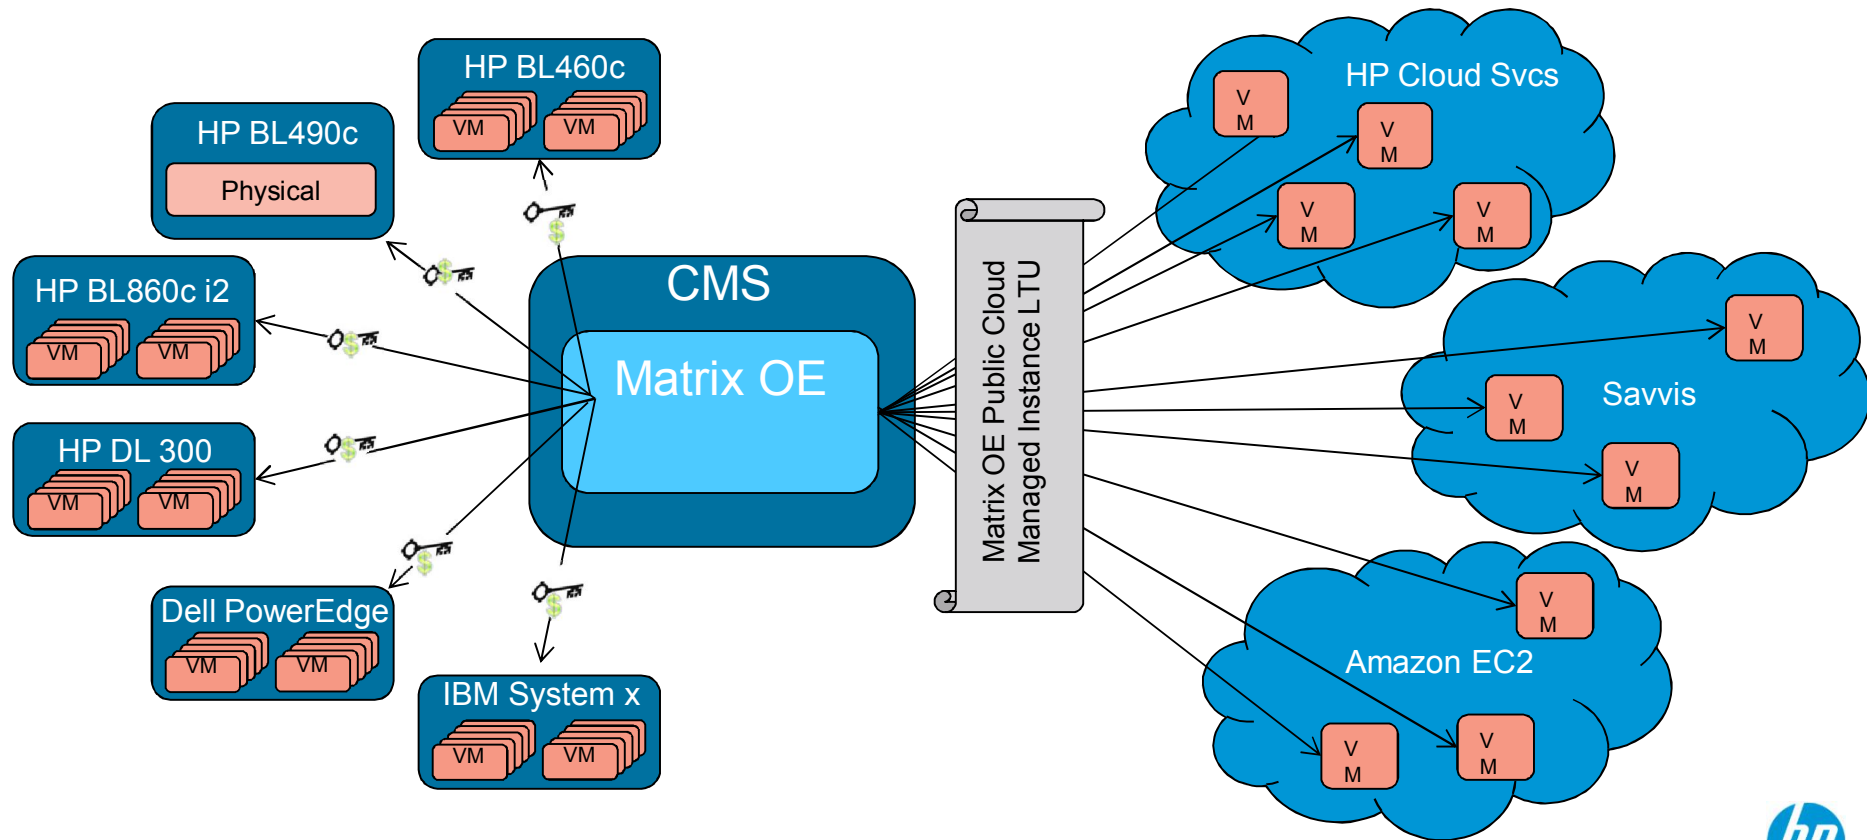 HP BL460c
VM
VM
HP BL490c
Physical
HP BL860c i2
VM
VM
HP DL 300
VM
VM
Dell PowerEdge
VM
VM
IBM System x
VM
VM
$
$
$
$
$
$
CMS
Matrix OE
Matrix OE Public Cloud
Managed Instance LTU
HP Cloud Svcs
V
M
V
M
V
M
V
M
Savvis
V
M
V
M
V
M
Amazon EC2
V
M
V
M
V
M
hp